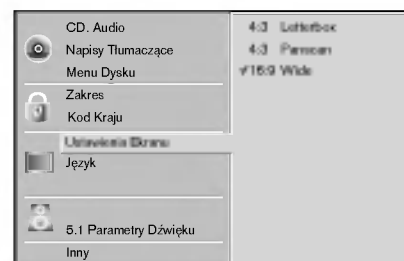 CD. Audio
Napisy Tłumaczące
Menu Dysku
Zakres
Kod Kraju
Ustawienia Ekranu
Język
5.1 Parametry Dźwięku
Inny
4:3 Letterbox
4:3 Panscan
√16:9 Wide